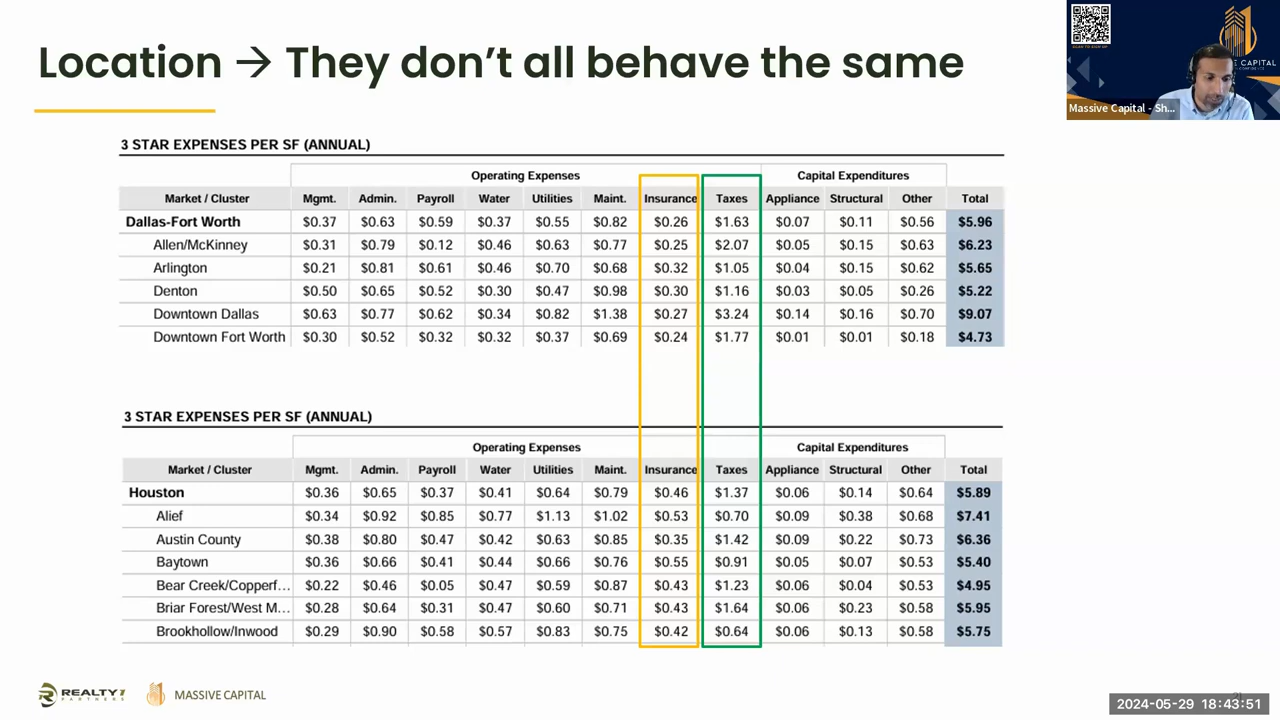 Location → They don't all behave the same
MASSIVE CAPITAL
Massive Capital - Sh...
3 STAR EXPENSES PER SF (ANNUAL)
Operating Expenses Capital Expenditures
Market / Cluster Mgmt. Admin. Payroll Water Utilities Maint. Insurance Taxes Appliance Structural Other Total
Dallas-Fort Worth $0.37 $0.63 $0.59 $0.37 $0.55 $0.82 $0.26 $1.63 $0.07 $0.11 $0.56 $5.96
Allen/McKinney $0.31 $0.79 $0.12 $0.46 $0.63 $0.77 $0.25 $2.07 $0.05 $0.15 $0.63 $6.23
Arlington $0.21 $0.81 $0.61 $0.46 $0.70 $0.68 $0.32 $1.05 $0.04 $0.15 $0.62 $5.65
Denton $0.50 $0.65 $0.52 $0.30 $0.47 $0.98 $0.30 $1.16 $0.03 $0.05 $0.26 $5.22
Downtown Dallas $0.63 $0.77 $0.62 $0.34 $0.82 $1.38 $0.27 $3.24 $0.14 $0.16 $0.70 $9.07
Downtown Fort Worth $0.30 $0.52 $0.32 $0.32 $0.37 $0.69 $0.24 $1.77 $0.01 $0.01 $0.18 $4.73
3 STAR EXPENSES PER SF (ANNUAL)
Operating Expenses Capital Expenditures
Market / Cluster Mgmt. Admin. Payroll Water Utilities Maint. Insurance Taxes Appliance Structural Other Total
Houston $0.36 $0.65 $0.37 $0.41 $0.64 $0.79 $0.46 $1.37 $0.06 $0.14 $0.64 $5.89
Alief $0.34 $0.92 $0.85 $0.77 $1.13 $1.02 $0.53 $0.70 $0.09 $0.38 $0.68 $7.41
Austin County $0.38 $0.80 $0.47 $0.42 $0.63 $0.85 $0.35 $1.42 $0.09 $0.22 $0.73 $6.36
Baytown $0.36 $0.66 $0.41 $0.44 $0.66 $0.76 $0.55 $0.91 $0.05 $0.07 $0.53 $5.40
Bear Creek/Copperf... $0.22 $0.46 $0.05 $0.47 $0.59 $0.87 $0.43 $1.23 $0.06 $0.04 $0.53 $4.95
Briar Forest/West M... $0.28 $0.64 $0.31 $0.47 $0.60 $0.71 $0.43 $1.64 $0.06 $0.23 $0.58 $5.95
Brookhollow/Inwood $0.29 $0.90 $0.58 $0.57 $0.83 $0.75 $0.42 $0.64 $0.06 $0.13 $0.58 $5.75
REALTY 1
PARTNERS
MASSIVE CAPITAL
2024-05-29 18:43:51